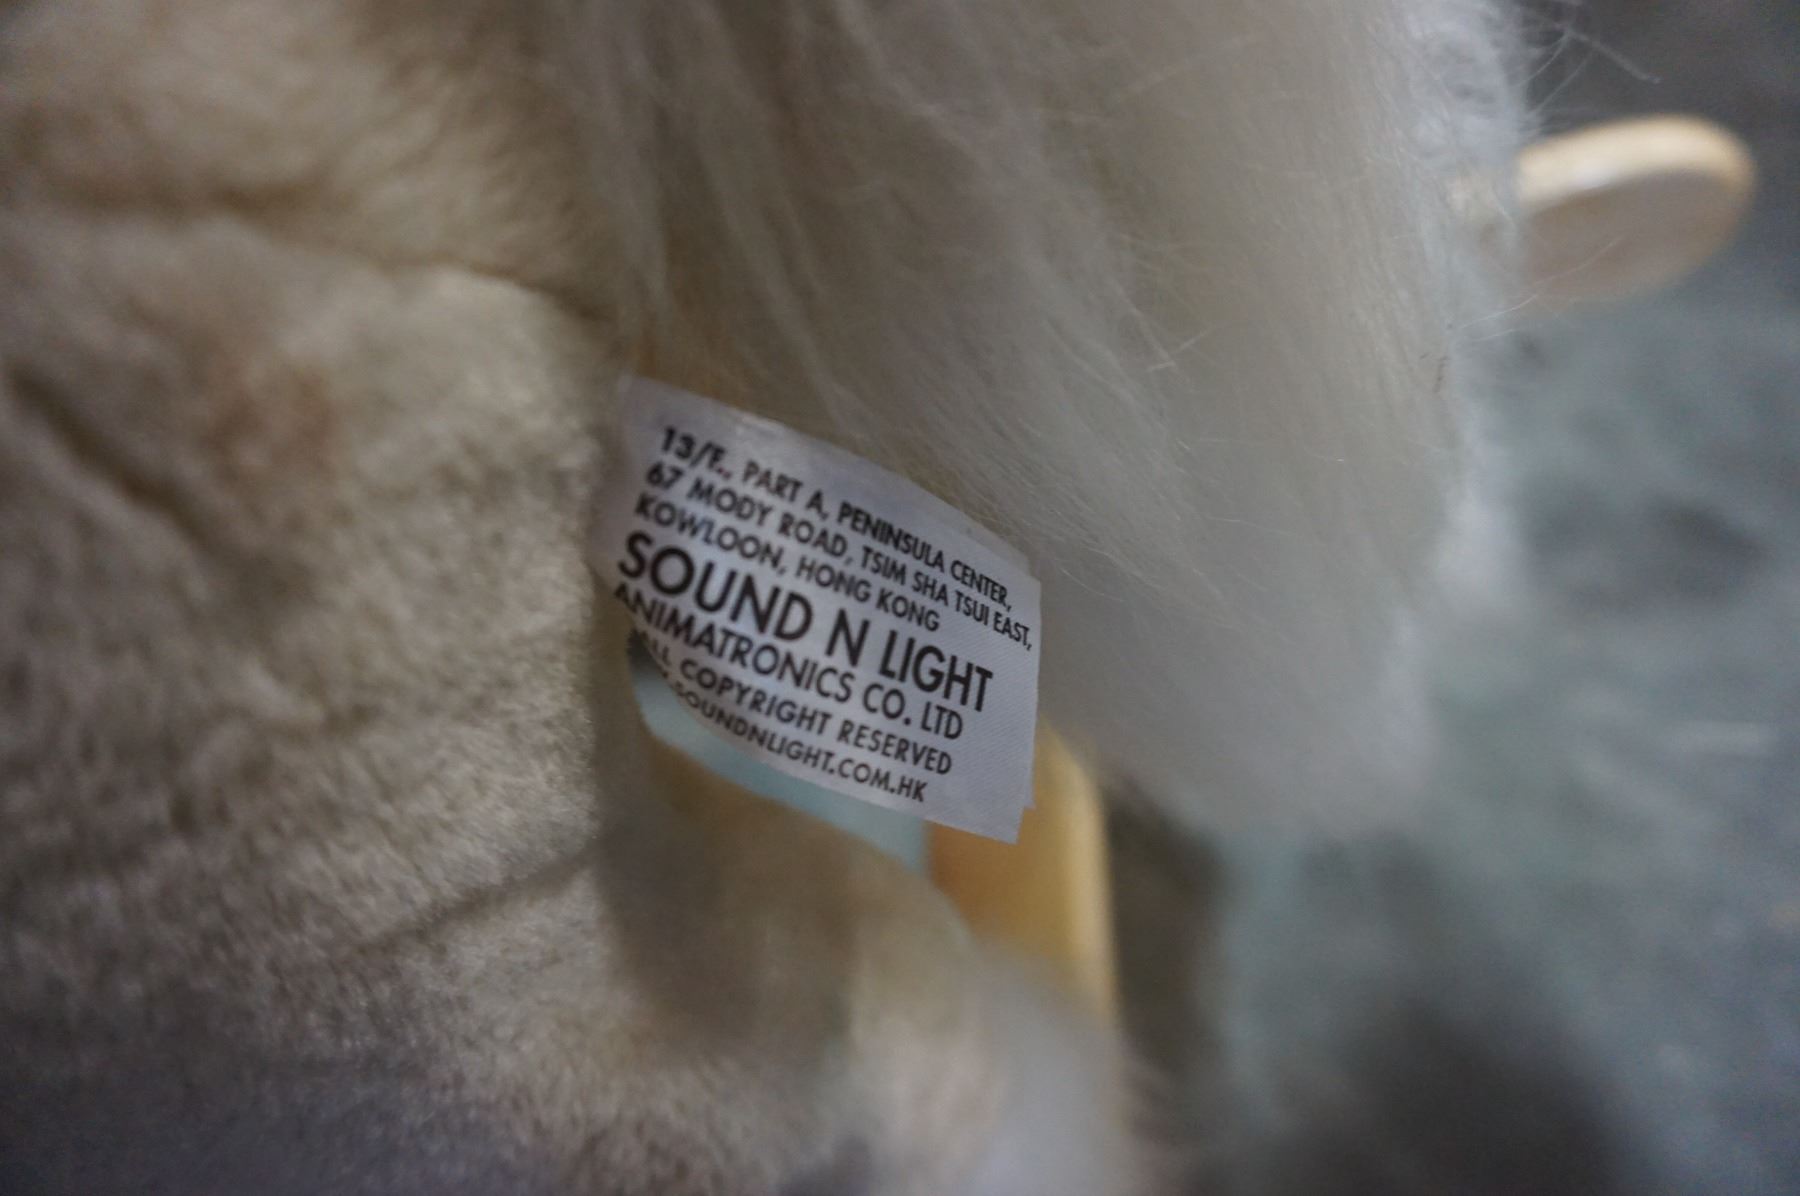 13/F., PART A, PENINSULA CENTER,
67 MODY ROAD, TSIM SHA TSUI EAST,
KOWLOON, HONG KONG
SOUND N LIGHT
ANIMATRONICS CO. LTD
ALL COPYRIGHT RESERVED
SOUNDNLIGHT.COM.HK